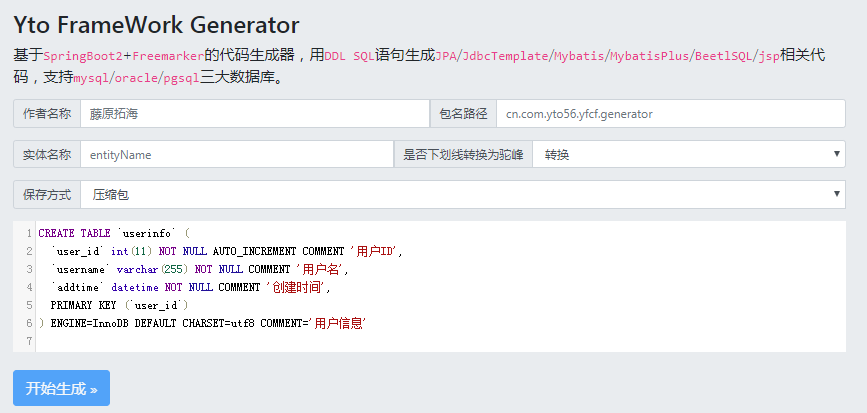 Yto FrameWork Generator
基于SpringBoot2+Freemarker的代码生成器，用DDL SQL语句生成JPA/JdbcTemplate/Mybatis/MybatisPlus/BeetlSQL/jsp相关代
码，支持mysql/oracle/pgsql三大数据库。
作者名称 藤原拓海 包名路径 cn.com.yto56.yfcf.generator
实体名称 entityName 是否下划线转换为驼峰 转换
保存方式 压缩包
1 CREATE TABLE `userinfo` (
2 `user_id` int(11) NOT NULL AUTO_INCREMENT COMMENT '用户ID',
3 `username` varchar(255) NOT NULL COMMENT '用户名',
4 `addtime` datetime NOT NULL COMMENT '创建时间',
5 PRIMARY KEY (`user_id`)
6 ) ENGINE=InnoDB DEFAULT CHARSET=utf8 COMMENT='用户信息'
7
开始生成 »